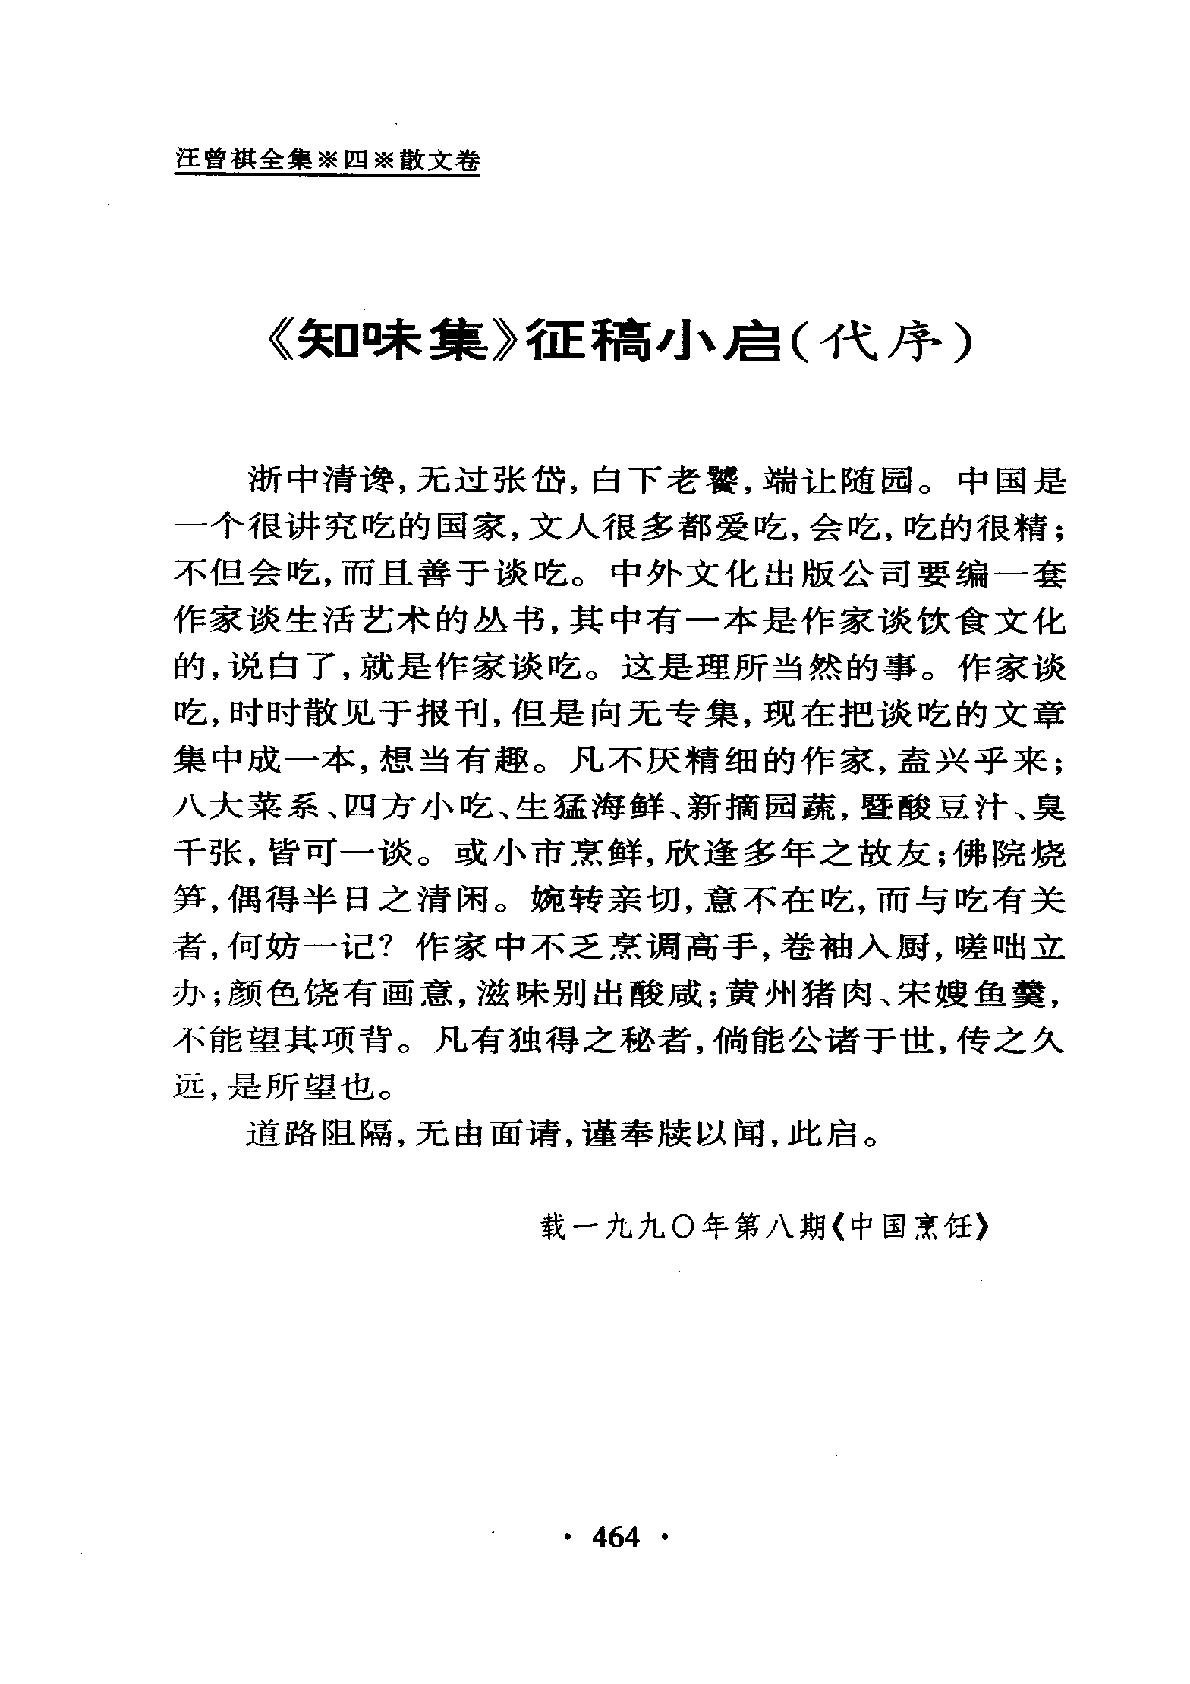 汪曾祺全集※四※散文卷
《知味集》征稿小启(代序)
浙中清谗,无过张岱,白下老饕,端让随园。中国是
一个很讲究吃的国家,文人很多都爱吃,会吃,吃的很精;
不但会吃,而且善于谈吃。中外文化出版公司要编一套
作家谈生活艺术的丛书,其中有一本是作家谈饮食文化
的,说白了,就是作家谈吃。这是理所当然的事。作家谈
吃,时时散见于报刊,但是向无专集,现在把谈吃的文章
集中成一本,想当有趣。凡不厌精细的作家,盍兴乎来;
八大菜系、四方小吃、生猛海鲜、新摘园蔬,暨酸豆汁、臭
千张,皆可一谈。或小市烹鲜,欣逢多年之故友;佛院烧
笋,偶得半日之清闲。婉转亲切,意不在吃,而与吃有关
者,何妨一记?作家中不乏烹调高手,卷袖入厨,嗟咄立
办;颜色饶有画意,滋味别出酸咸;黄州猪肉、宋嫂鱼羹,
不能望其项背。凡有独得之秘者,倘能公诸于世,传之久
远,是所望也。
道路阻隔,无由面请,谨奉牍以闻,此启。
载一九九〇年第八期《中国烹饪》
· 464 ·